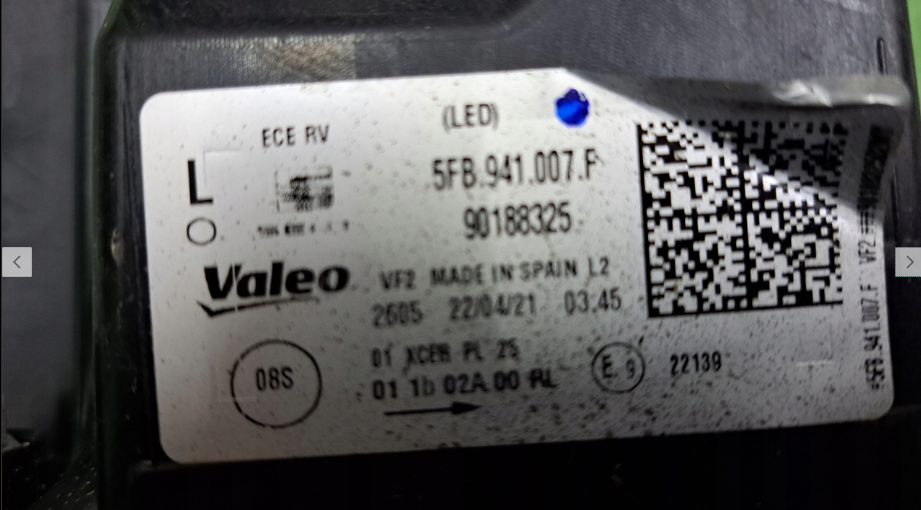 (LED)
ECE RV
L
5FB.941.007.F
90188325
Valeo
VF2 MADE IN SPAIN L2
2605 22/04/21 03:45
08S
01 XCER PL 25
01 1b 02A 00 RL
E 9
22139
5FB.941.007.F VF2